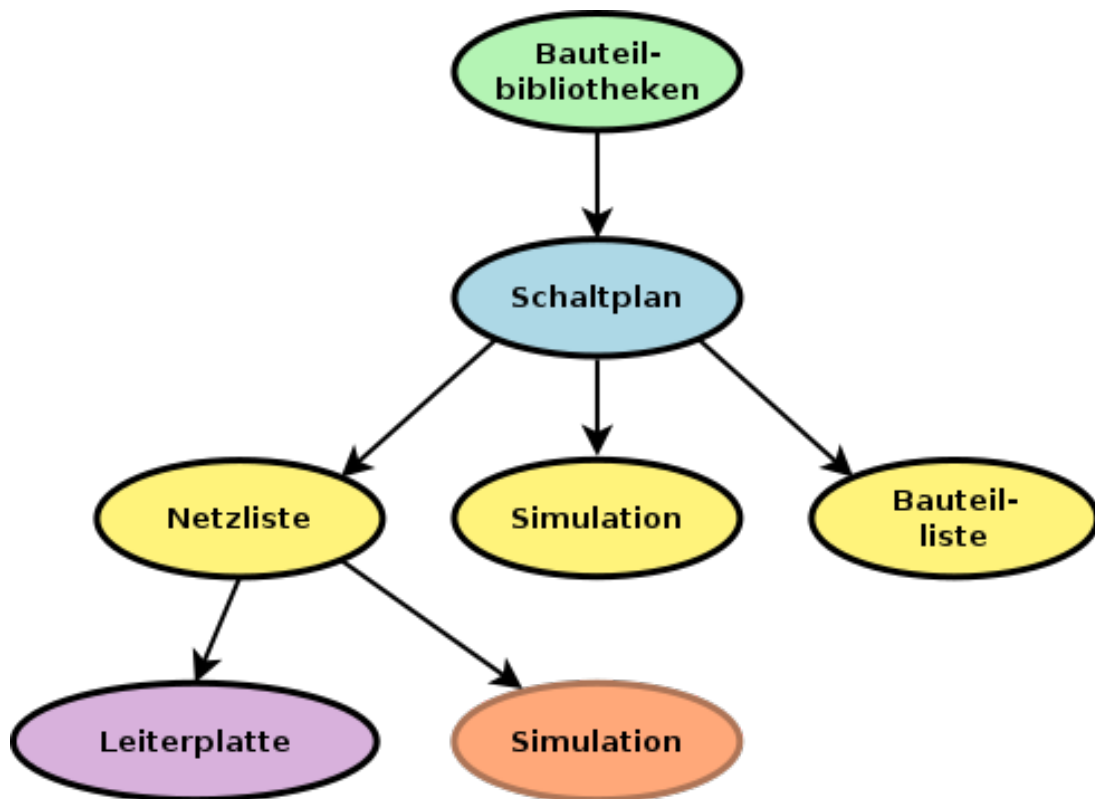 Bauteil-
bibliotheken
Schaltplan
Netzliste
Simulation
Bauteil-
liste
Leiterplatte
Simulation